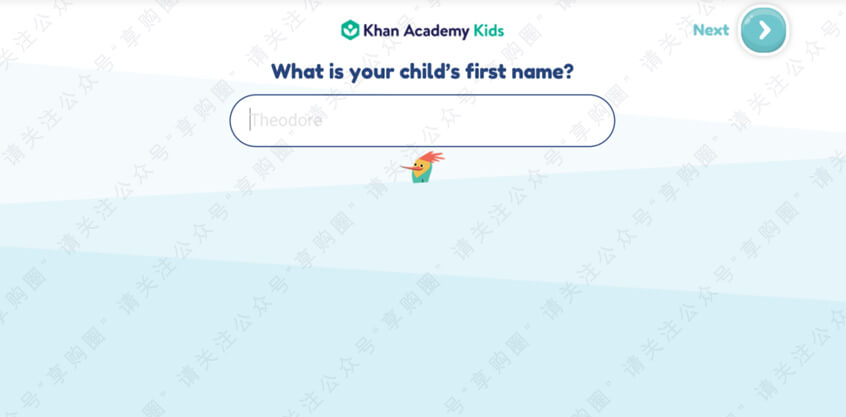 Khan Academy Kids
Next
What is your child's first name?
Theodore
请关注公众号"享购圈"